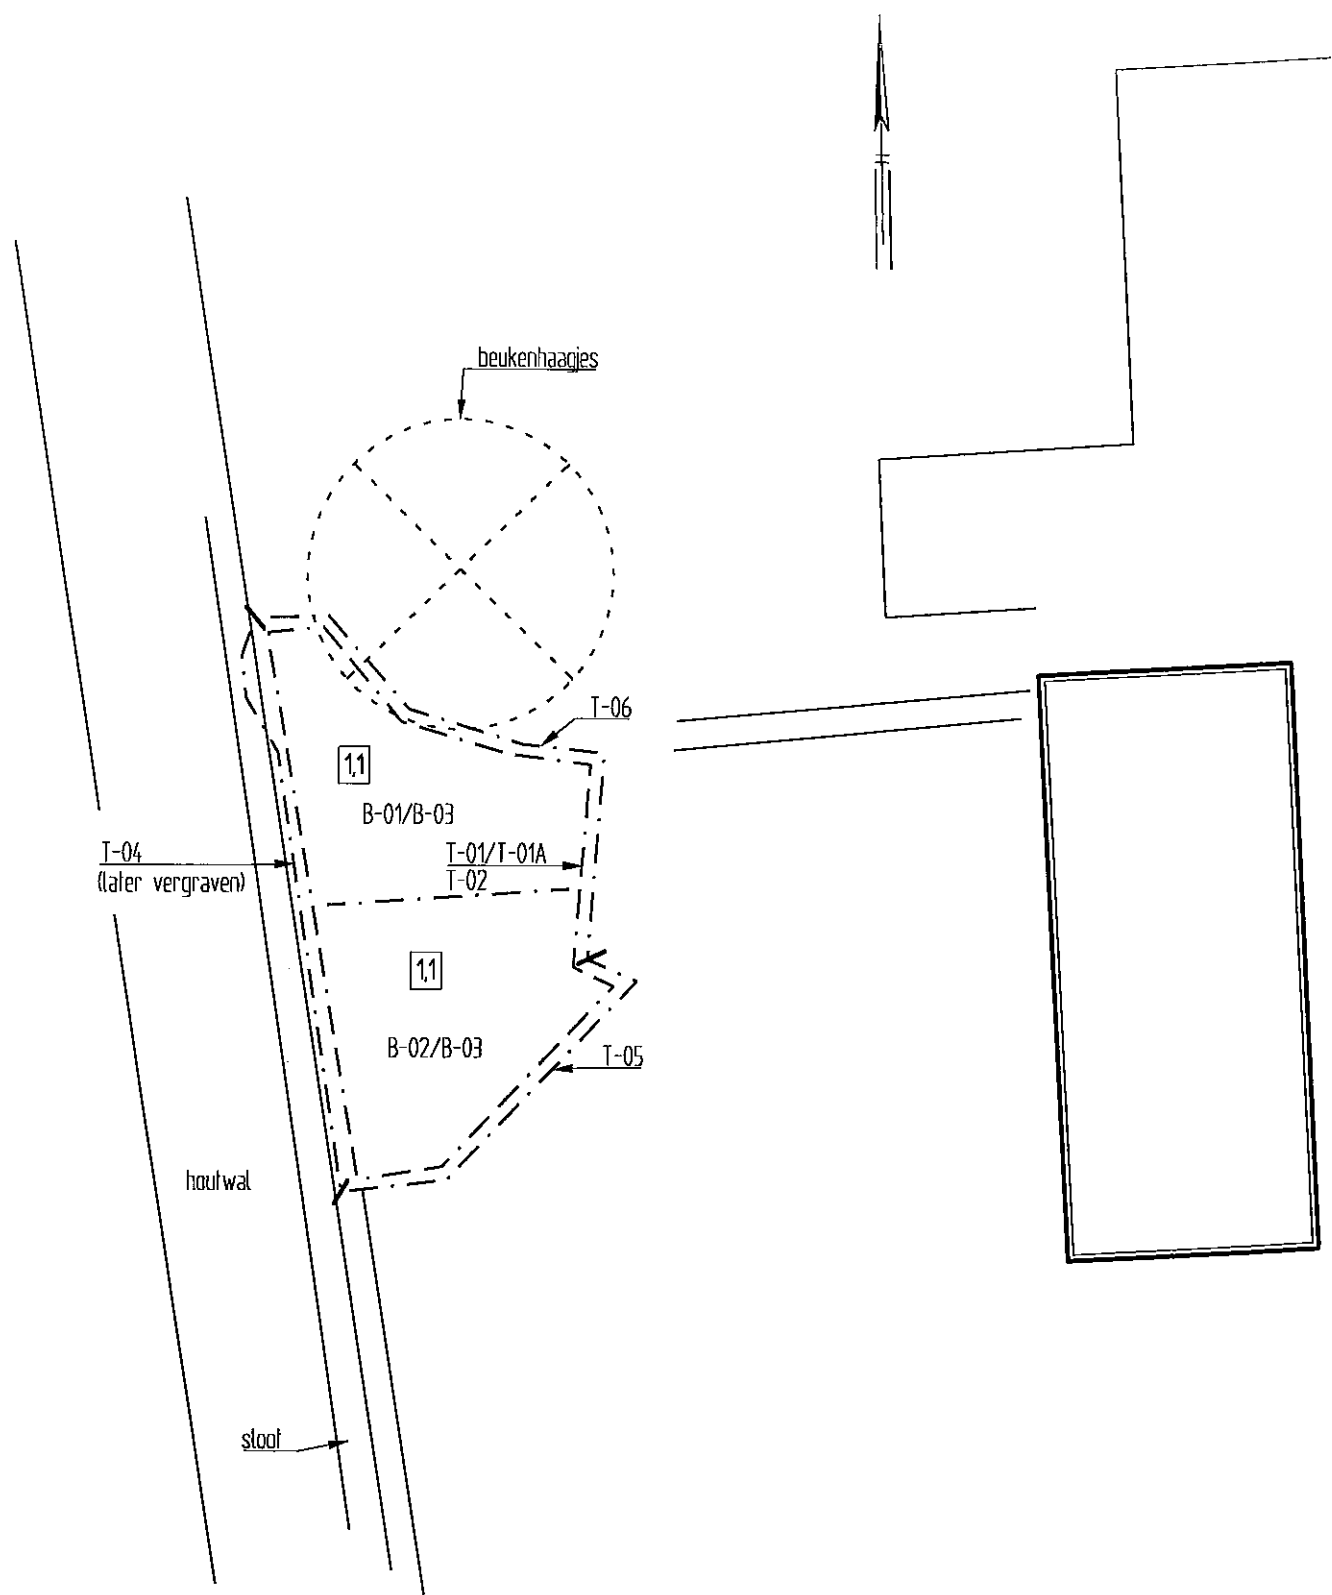 beukenhaagjes
T-06
1,1
B-01/B-03
T-04
(later vergraven)
T-01/T-01A
T-02
1,1
B-02/B-03
T-05
houtwal
sloot